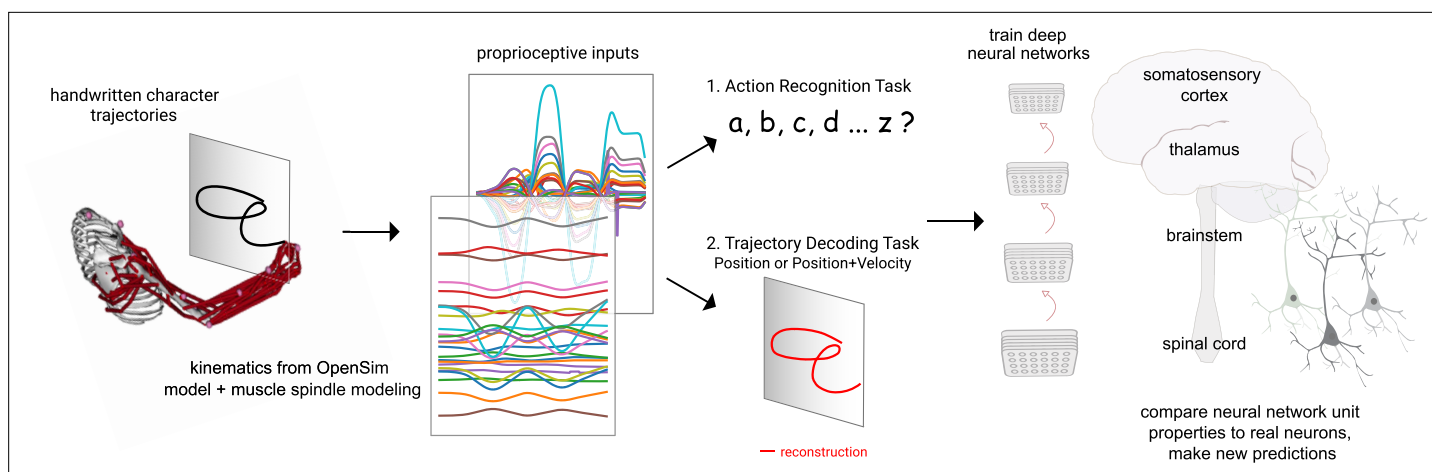 handwritten character
trajectories
kinematics from OpenSim
model + muscle spindle modeling
proprioceptive inputs
1. Action Recognition Task
a, b, c, d ... z ?
2. Trajectory Decoding Task
Position or Position+Velocity
reconstruction
train deep
neural networks
somatosensory
cortex
thalamus
brainstem
spinal cord
compare neural network unit
properties to real neurons,
make new predictions